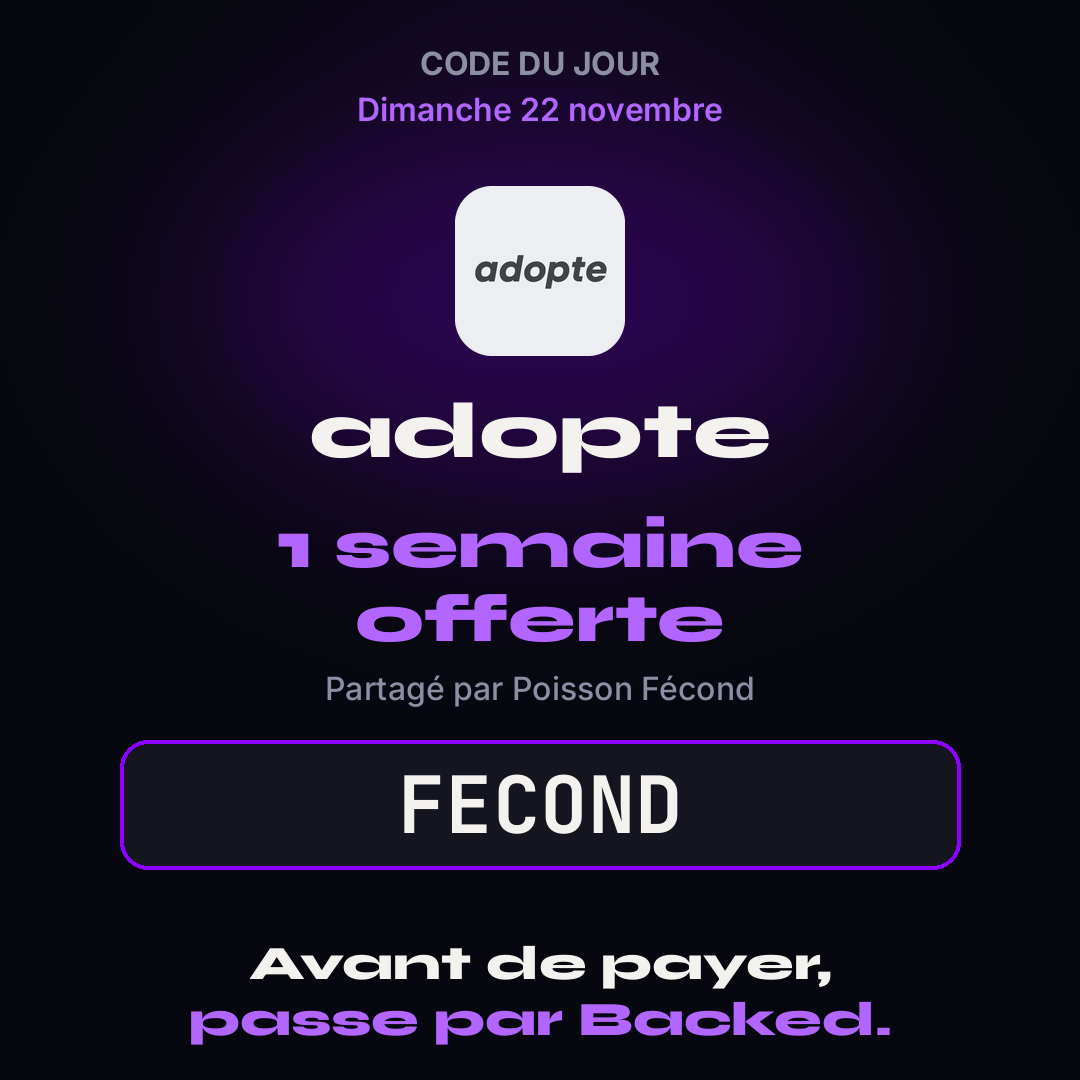 CODE DU JOUR
Dimanche 22 novembre
adopte
adopte
1 semaine
offerte
Partagé par Poisson Fécond
FECOND
Avant de payer,
passe par Backed.